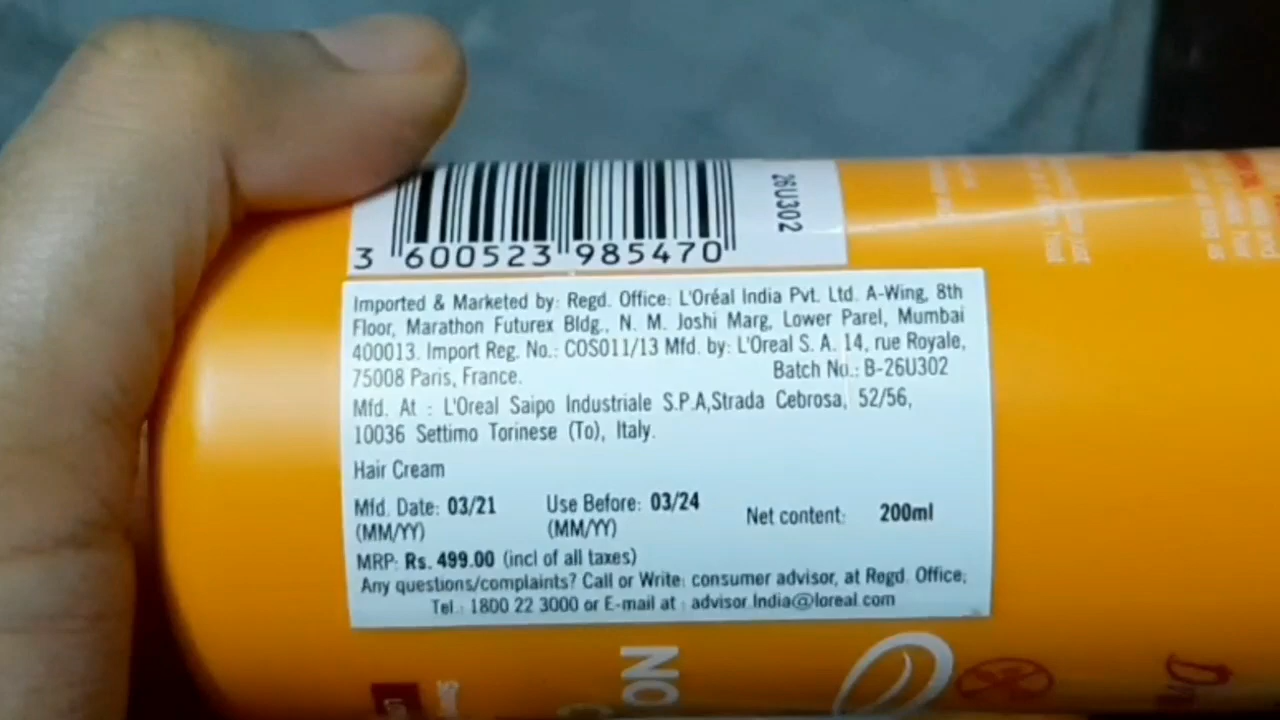 26U302
3 600523 985470
Imported & Marketed by: Regd. Office: L'Oréal India Pvt. Ltd. A-Wing, 8th
Floor, Marathon Futurex Bldg., N. M. Joshi Marg, Lower Parel, Mumbai
400013. Import Reg. No.: COS011/13 Mfd. by: L'Oreal S. A. 14, rue Royale,
75008 Paris, France. Batch No.: B-26U302
Mfd. At : L'Oreal Saipo Industriale S.P.A,Strada Cebrosa, 52/56,
10036 Settimo Torinese (To), Italy.
Hair Cream
Mfd. Date: 03/21 Use Before: 03/24 Net content: 200ml
(MM/YY) (MM/YY)
MRP: Rs. 499.00 (incl of all taxes)
Any questions/complaints? Call or Write: consumer advisor, at Regd. Office;
Tel.: 1800 22 3000 or E-mail at : advisor.India@loreal.com
NO